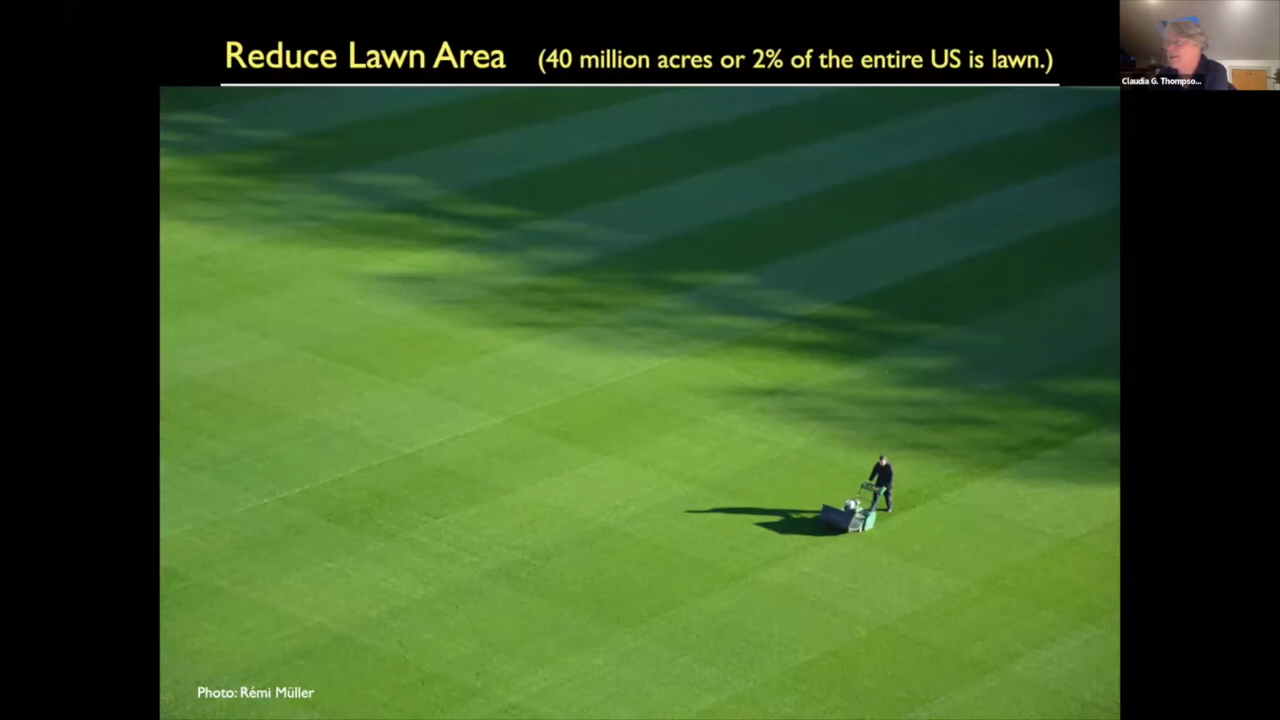 Reduce Lawn Area (40 million acres or 2% of the entire US is lawn.)
Claudia G. Thompso...
Photo: Rémi Müller